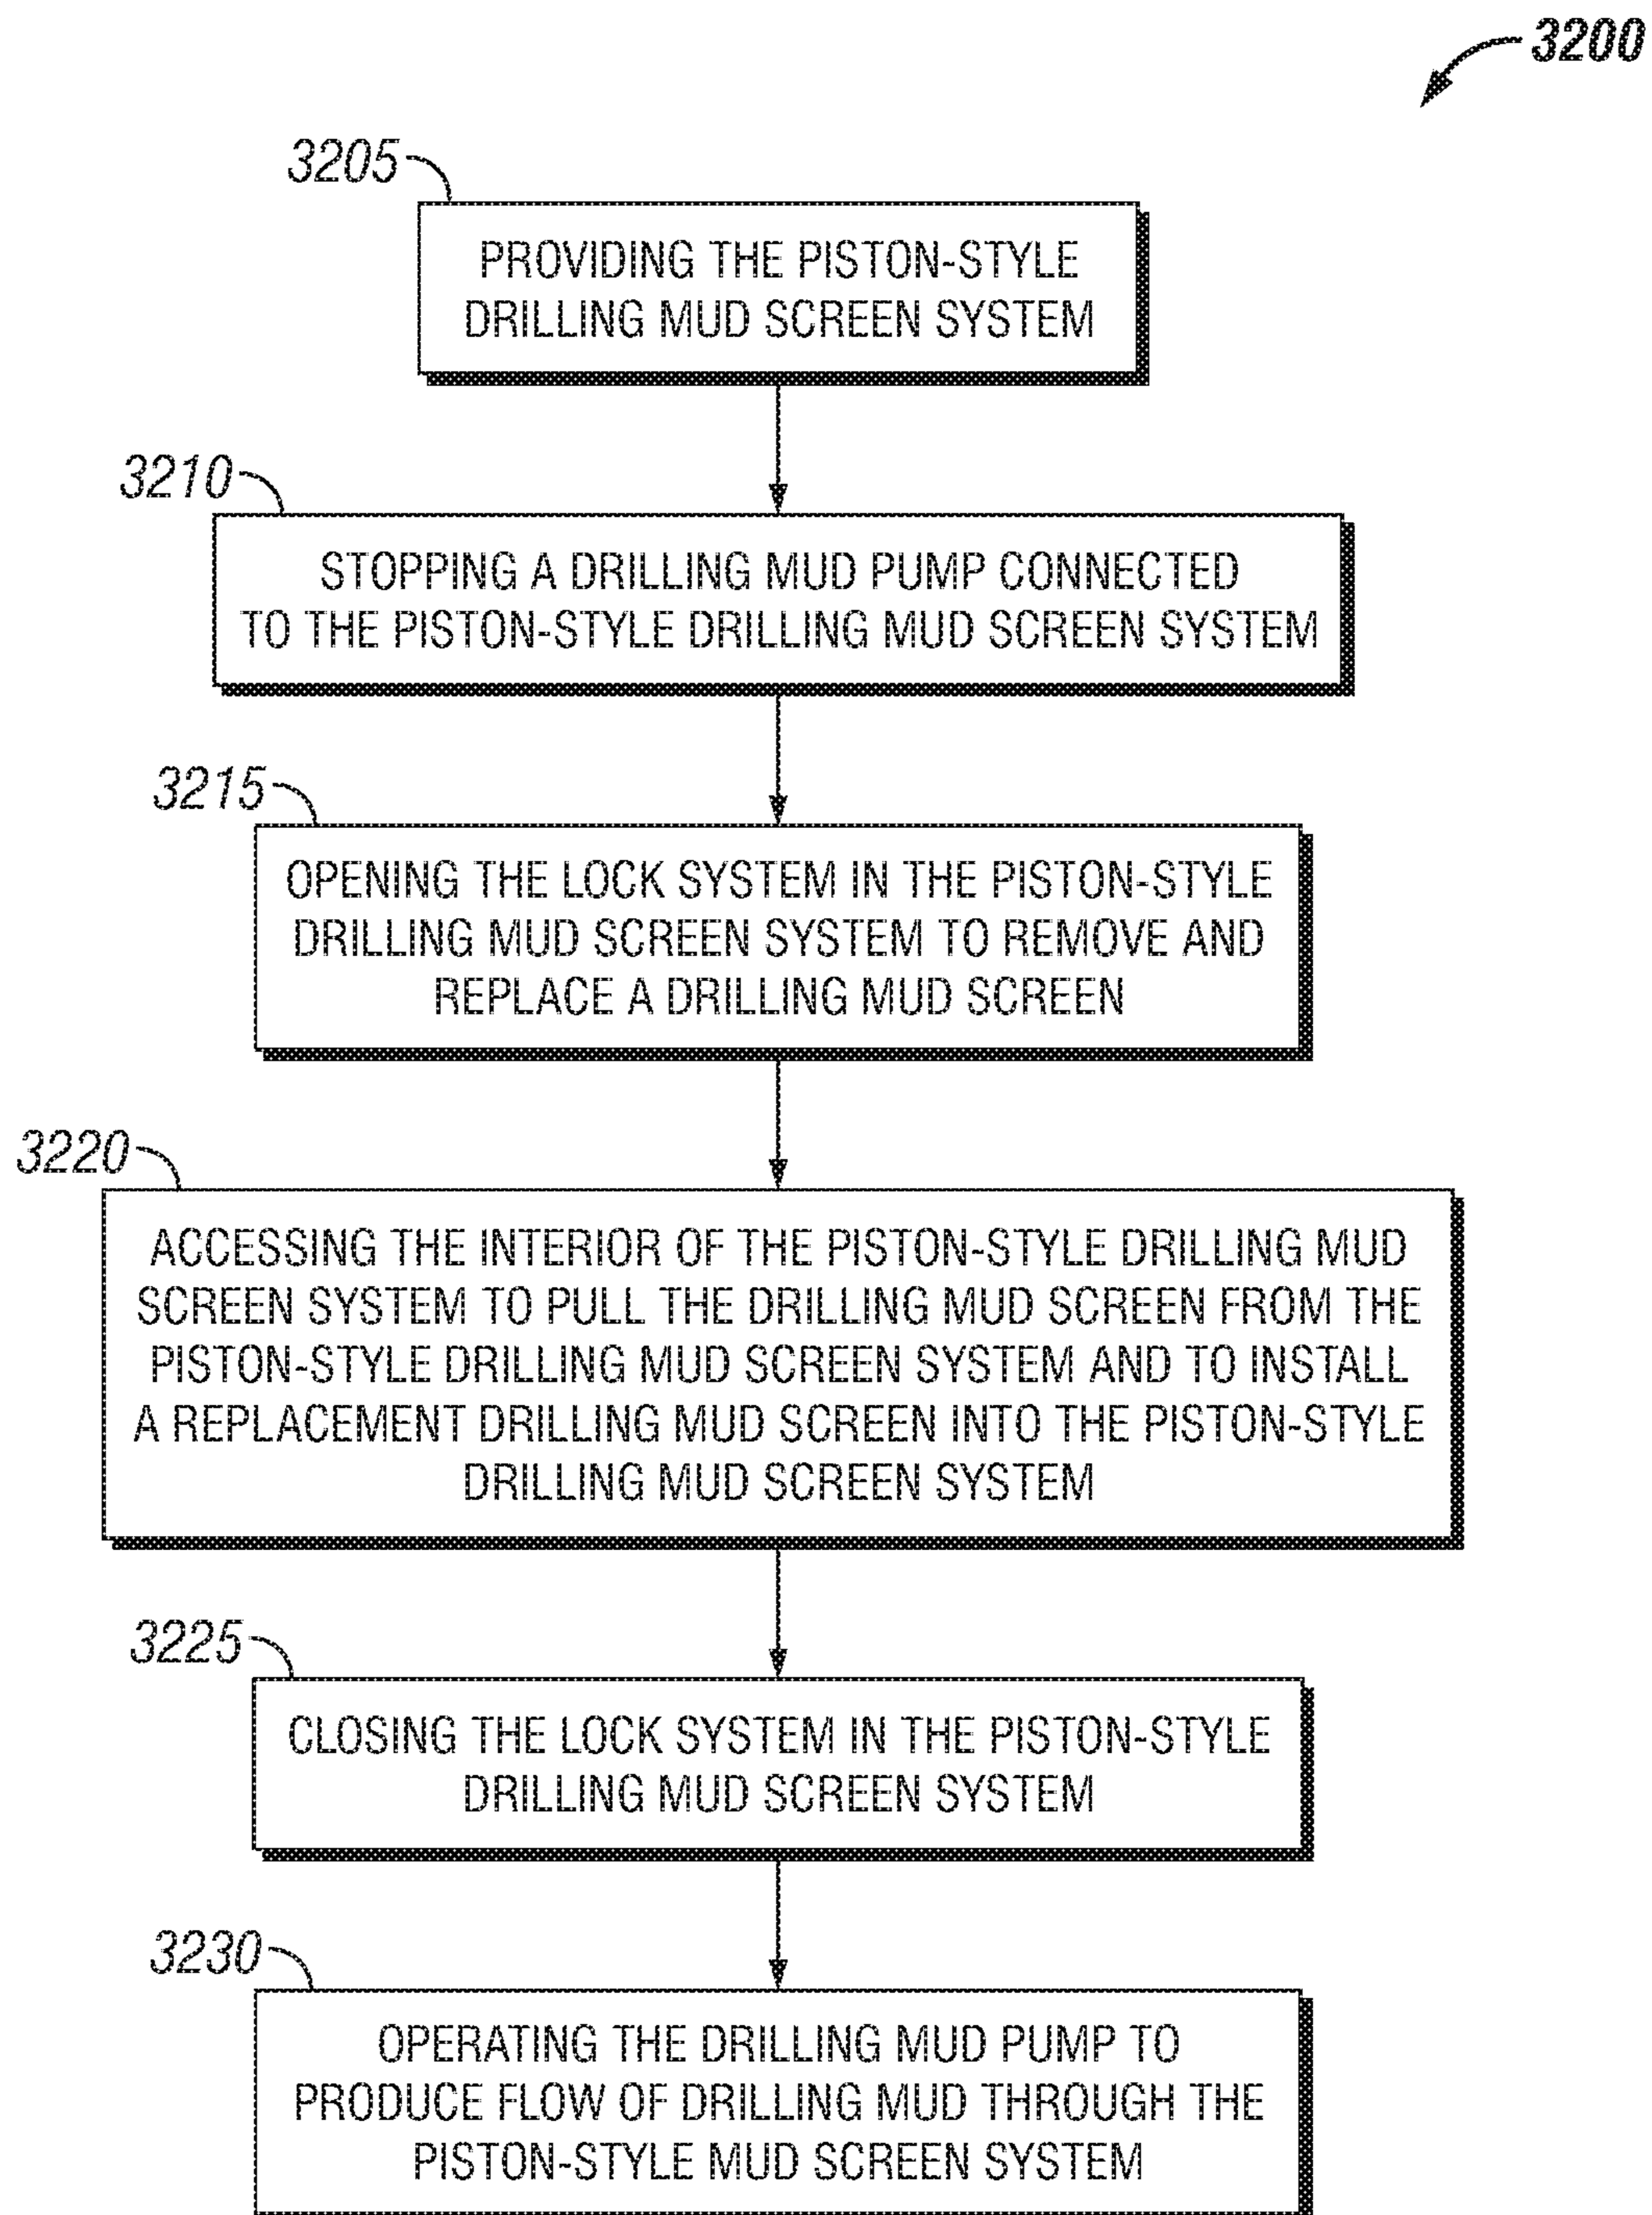 3200
3205
PROVIDING THE PISTON-STYLE
DRILLING MUD SCREEN SYSTEM
3210
STOPPING A DRILLING MUD PUMP CONNECTED
TO THE PISTON-STYLE DRILLING MUD SCREEN SYSTEM
3215
OPENING THE LOCK SYSTEM IN THE PISTON-STYLE
DRILLING MUD SCREEN SYSTEM TO REMOVE AND
REPLACE A DRILLING MUD SCREEN
3220
ACCESSING THE INTERIOR OF THE PISTON-STYLE DRILLING MUD
SCREEN SYSTEM TO PULL THE DRILLING MUD SCREEN FROM THE
PISTON-STYLE DRILLING MUD SCREEN SYSTEM AND TO INSTALL
A REPLACEMENT DRILLING MUD SCREEN INTO THE PISTON-STYLE
DRILLING MUD SCREEN SYSTEM
3225
CLOSING THE LOCK SYSTEM IN THE PISTON-STYLE
DRILLING MUD SCREEN SYSTEM
3230
OPERATING THE DRILLING MUD PUMP TO
PRODUCE FLOW OF DRILLING MUD THROUGH THE
PISTON-STYLE MUD SCREEN SYSTEM